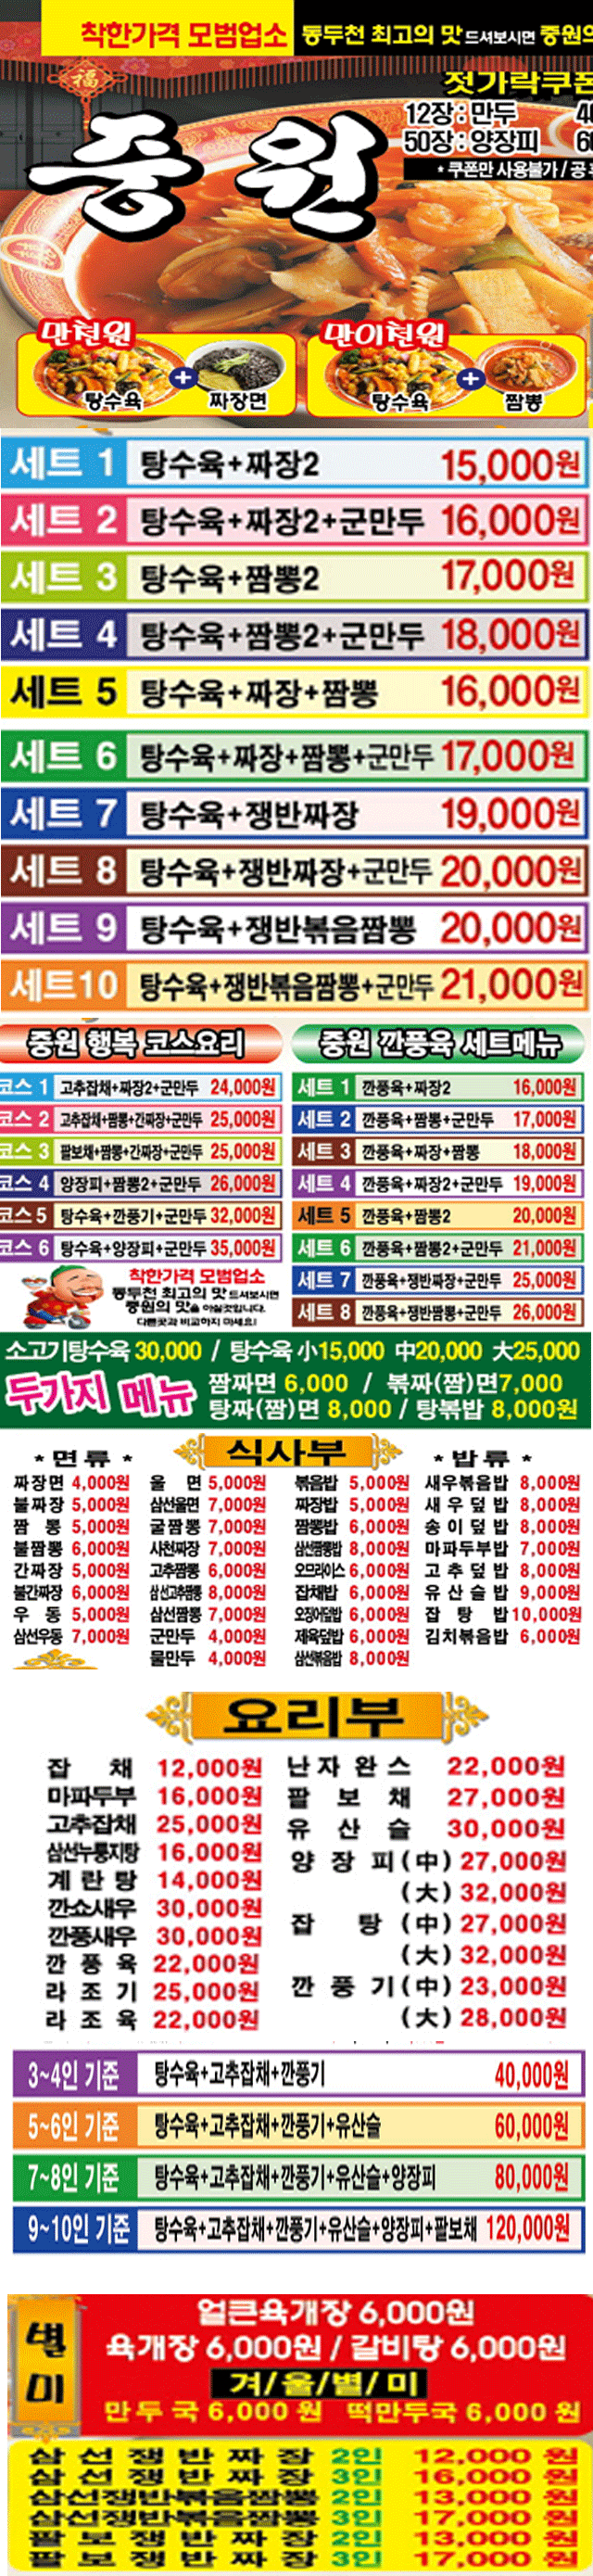 착한가격 모범업소 동두천 최고의 맛 드셔보시면 중원의
福
젓가락쿠폰
12장 : 만두
50장 : 양장피
* 쿠폰만 사용불가 / 공
중원
만천원
탕수육 + 짜장면
만이천원
탕수육 + 짬뽕
세트 1 탕수육+짜장2 15,000원
세트 2 탕수육+짜장2+군만두 16,000원
세트 3 탕수육+짬뽕2 17,000원
세트 4 탕수육+짬뽕2+군만두 18,000원
세트 5 탕수육+짜장+짬뽕 16,000원
세트 6 탕수육+짜장+짬뽕+군만두 17,000원
세트 7 탕수육+쟁반짜장 19,000원
세트 8 탕수육+쟁반짜장+군만두 20,000원
세트 9 탕수육+쟁반볶음짬뽕 20,000원
세트10 탕수육+쟁반볶음짬뽕+군만두 21,000원
중원 행복 코스요리
코스 1 고추잡채+짜장2+군만두 24,000원
코스 2 고추잡채+짬뽕+간짜장+군만두 25,000원
코스 3 팔보채+짬뽕+간짜장+군만두 25,000원
코스 4 양장피+짬뽕2+군만두 26,000원
코스 5 탕수육+깐풍기+군만두 32,000원
코스 6 탕수육+양장피+군만두 35,000원
착한가격 모범업소
동두천 최고의 맛 드셔보시면
중원의 맛을 아실것입니다.
다른곳과 비교하지 마세요!
중원 깐풍육 세트메뉴
세트 1 깐풍육+짜장2 16,000원
세트 2 깐풍육+짬뽕+군만두 17,000원
세트 3 깐풍육+짜장+짬뽕 18,000원
세트 4 깐풍육+짜장2+군만두 19,000원
세트 5 깐풍육+짬뽕2 20,000원
세트 6 깐풍육+짬뽕2+군만두 21,000원
세트 7 깐풍육+쟁반짜장+군만두 25,000원
세트 8 깐풍육+쟁반짬뽕+군만두 26,000원
소고기탕수육 30,000 / 탕수육 小15,000 中20,000 大25,000
두가지 메뉴
짬짜면 6,000 / 볶짜(짬)면7,000
탕짜(짬)면 8,000 / 탕볶밥 8,000원
식사부
* 면 류 *
짜장면 4,000원
불짜장 5,000원
짬 뽕 5,000원
불짬뽕 6,000원
간짜장 5,000원
불간짜장 6,000원
우 동 5,000원
삼선우동 7,000원
울 면 5,000원
삼선울면 7,000원
굴짬뽕 7,000원
사천짜장 7,000원
고추짬뽕 6,000원
삼선고추짬뽕 8,000원
삼선짬뽕 7,000원
군만두 4,000원
물만두 4,000원
* 밥 류 *
볶음밥 5,000원
짜장밥 5,000원
짬뽕밥 6,000원
삼선짬뽕밥 8,000원
오므라이스 6,000원
잡채밥 6,000원
오징어덮밥 6,000원
제육덮밥 6,000원
삼선볶음밥 8,000원
새우볶음밥 8,000원
새 우 덮 밥 8,000원
송 이 덮 밥 8,000원
마파두부밥 7,000원
고 추 덮 밥 8,000원
유 산 슬 밥 9,000원
잡 탕 밥 10,000원
김치볶음밥 6,000원
요리부
잡 채 12,000원
마파두부 16,000원
고추잡채 25,000원
삼선누룽지탕 16,000원
계 란 탕 14,000원
깐쇼새우 30,000원
깐풍새우 30,000원
깐 풍 육 22,000원
라 조 기 25,000원
라 조 육 22,000원
난 자 완 스 22,000원
팔 보 채 27,000원
유 산 슬 30,000원
양 장 피 (中) 27,000원
(大) 32,000원
잡 탕 (中) 27,000원
(大) 32,000원
깐 풍 기 (中) 23,000원
(大) 28,000원
3~4인 기준 탕수육+고추잡채+깐풍기 40,000원
5~6인 기준 탕수육+고추잡채+깐풍기+유산슬 60,000원
7~8인 기준 탕수육+고추잡채+깐풍기+유산슬+양장피 80,000원
9~10인 기준 탕수육+고추잡채+깐풍기+유산슬+양장피+팔보채 120,000원
별미
얼큰육개장 6,000원
육개장 6,000원 / 갈비탕 6,000원
겨/울/별/미
만 두 국 6,000 원 떡만두국 6,000 원
삼 선 쟁 반 짜 장 2인 12,000 원
삼 선 쟁 반 짜 장 3인 16,000 원
삼선쟁반볶음짬뽕 2인 13,000 원
삼선쟁반볶음짬뽕 3인 17,000 원
팔 보 쟁 반 짜 장 2인 13,000 원
팔 보 쟁 반 짜 장 3인 17,000 원